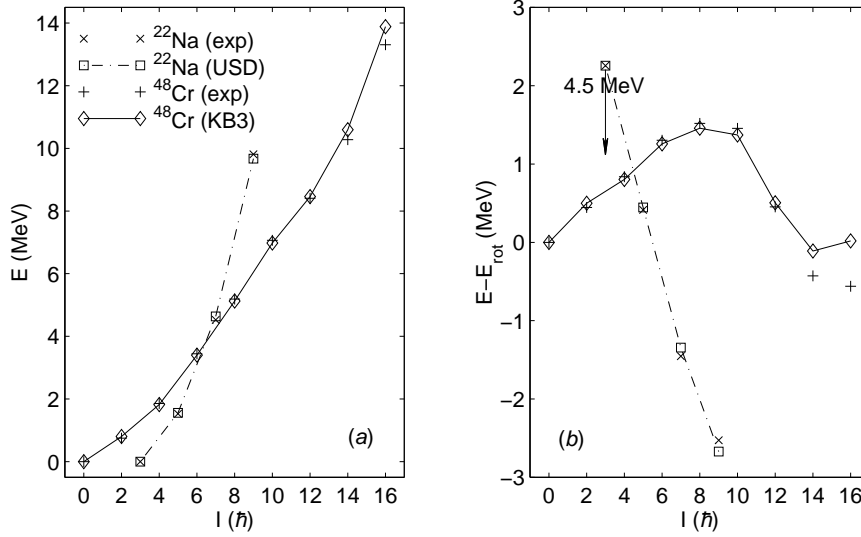 14
12
10
8
6
4
2
0
E (MeV)
²²Na (exp)
²²Na (USD)
⁴⁸Cr (exp)
⁴⁸Cr (KB3)
(a)
0 2 4 6 8 10 12 14 16
I (ℏ)
2
1
0
−1
−2
−3
E−E_rot (MeV)
4.5 MeV
(b)
0 2 4 6 8 10 12 14 16
I (ℏ)